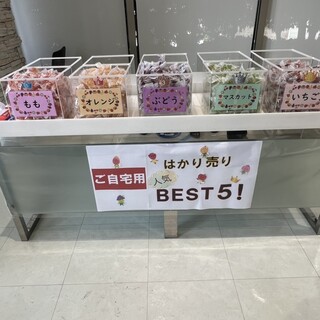 もも
オレンジ
ぶどう
マスカット
いちご
はかり売り
ご自宅用
人気
BEST5!